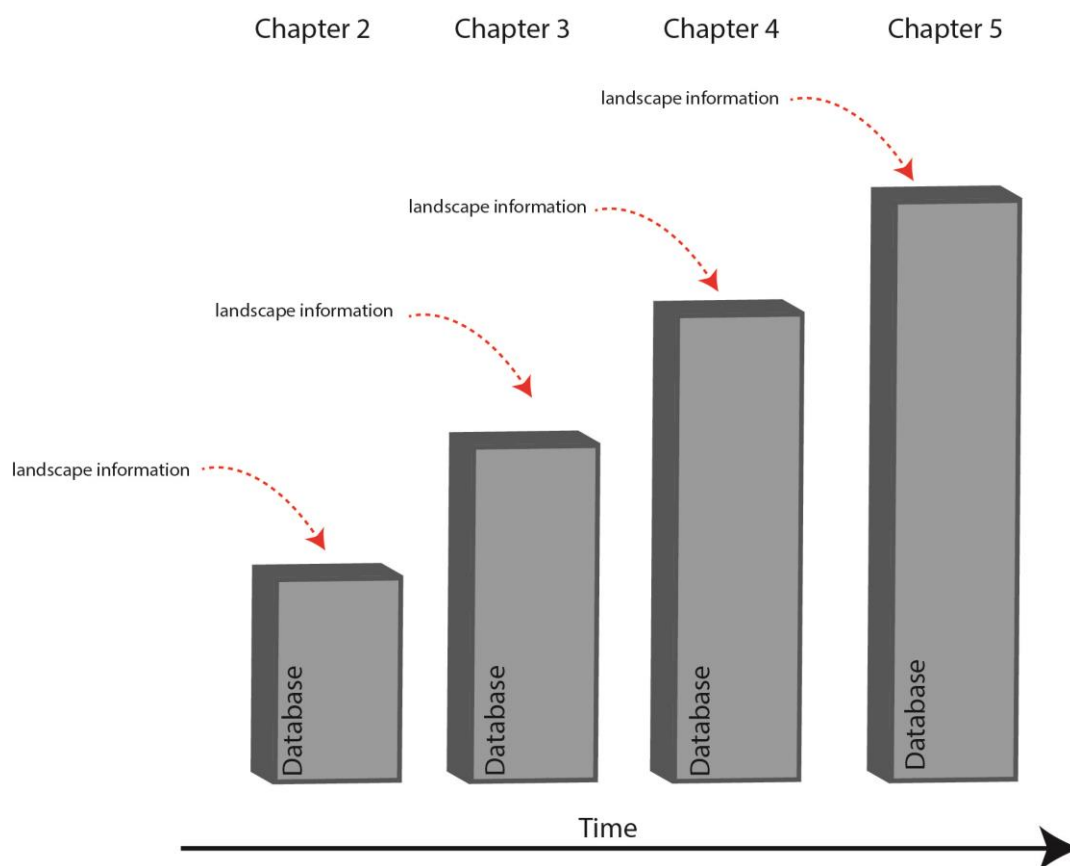 Chapter 2
Chapter 3
Chapter 4
Chapter 5
landscape information
landscape information
landscape information
landscape information
Database
Database
Database
Database
Time